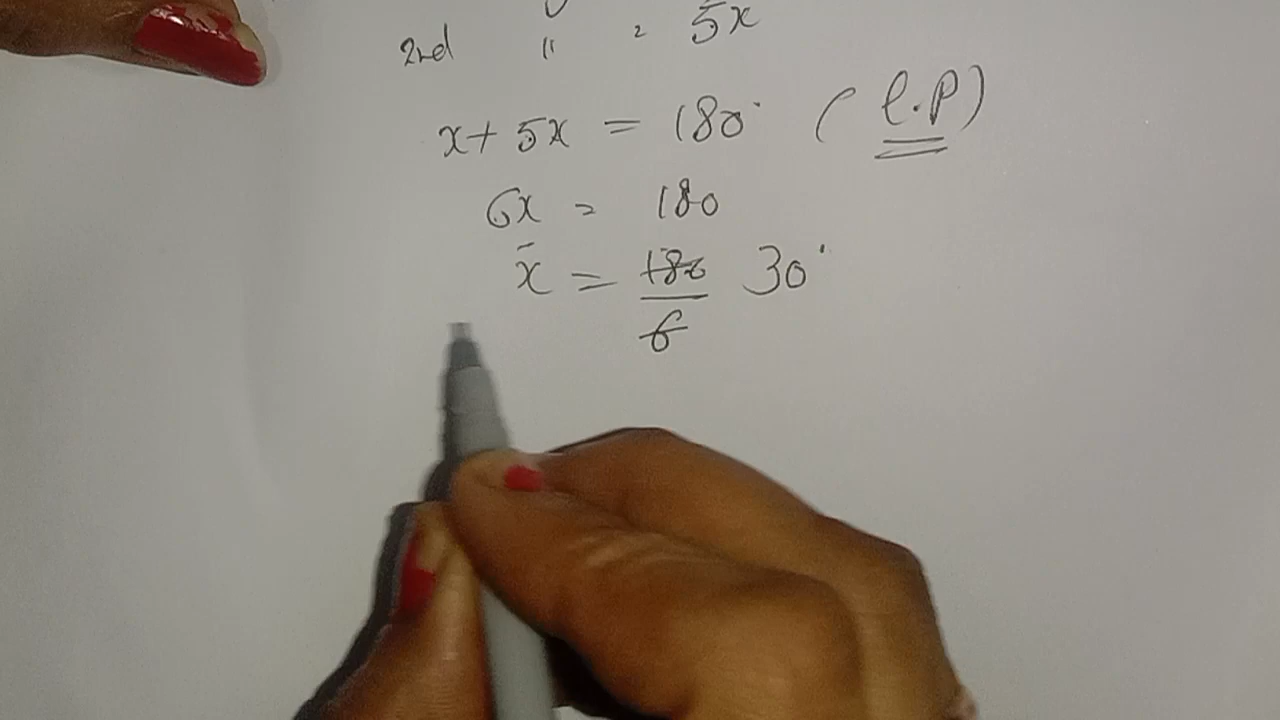 2nd " = 5x
x + 5x = 180° ( l.P)
6x = 180
x = 180/6 30°